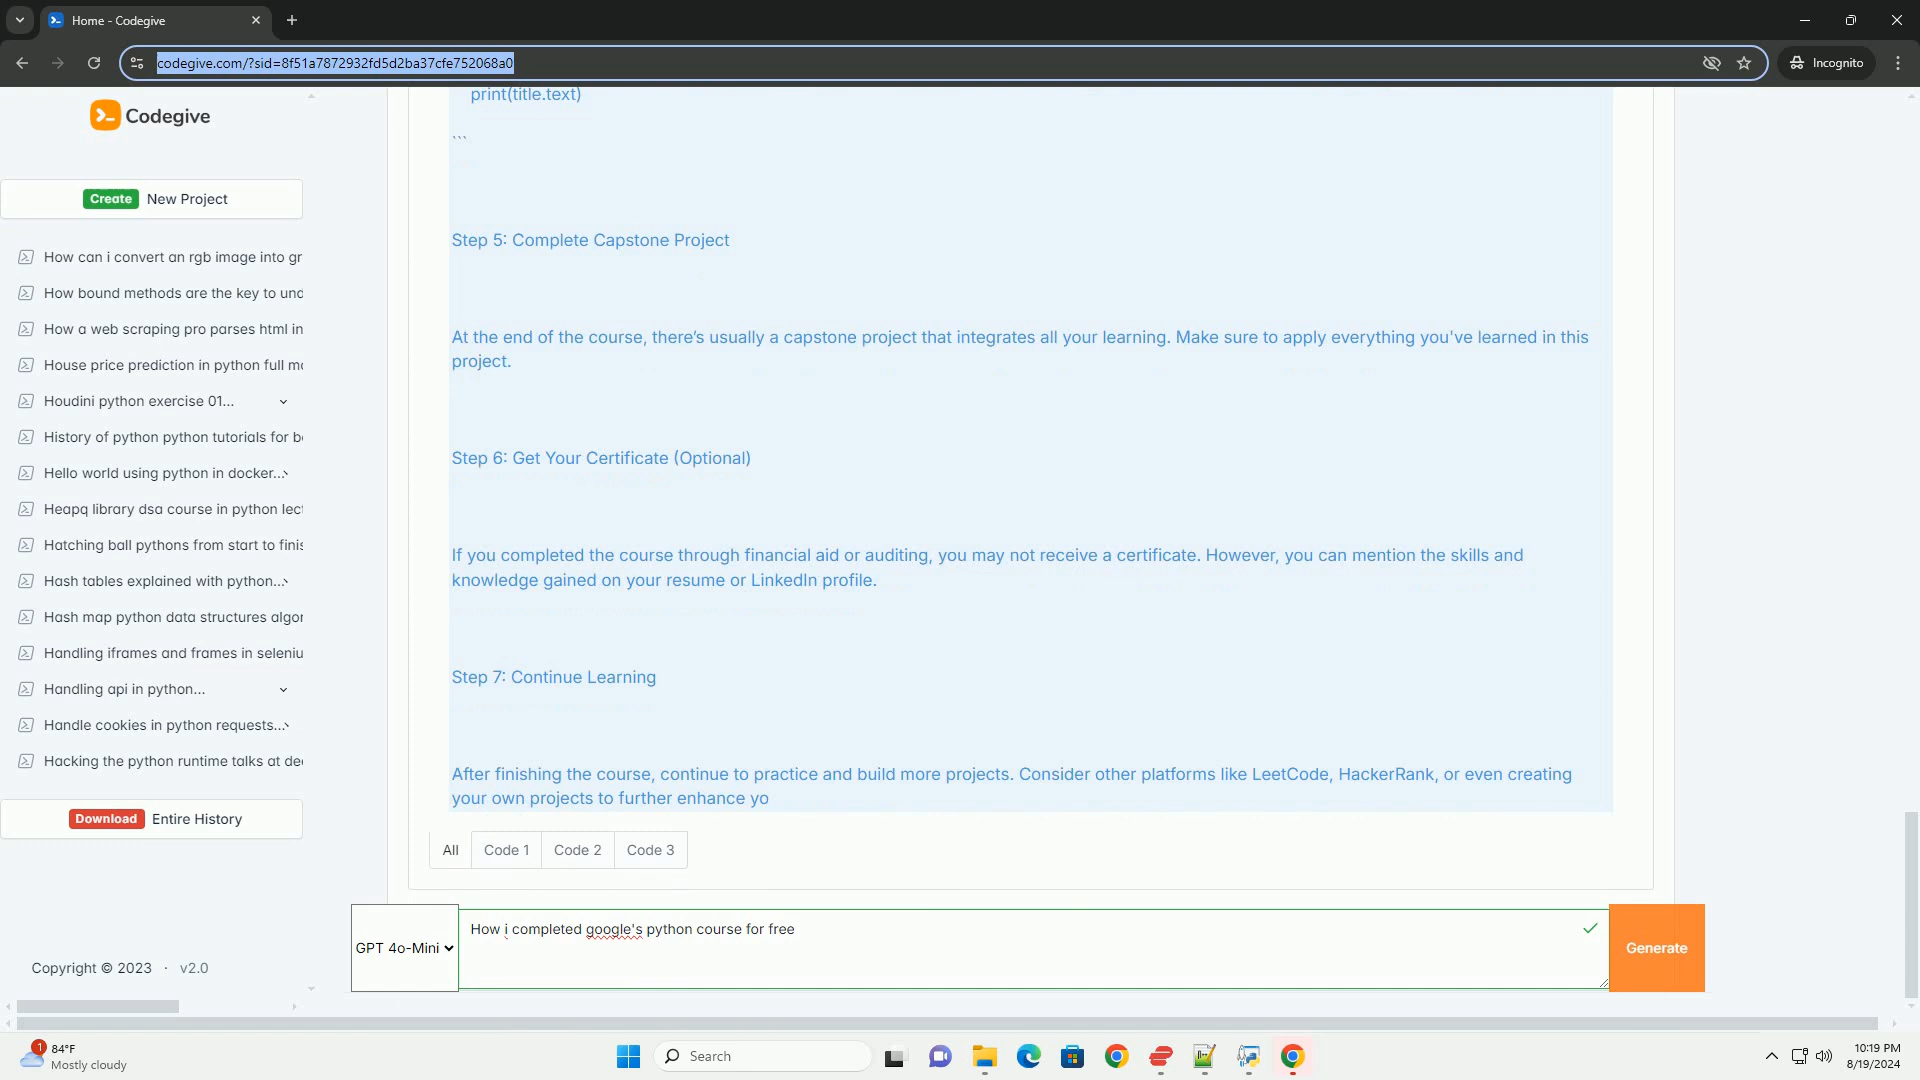 Home - Codegive
codegive.com/?sid=8f51a7872932fd5d2ba37cfe752068a0
Incognito
Codegive
Create New Project
How can i convert an rgb image into gr
How bound methods are the key to und
How a web scraping pro parses html in
House price prediction in python full mo
Houdini python exercise 01...
History of python python tutorials for be
Hello world using python in docker...
Heapq library dsa course in python lect
Hatching ball pythons from start to finis
Hash tables explained with python...
Hash map python data structures algor
Handling iframes and frames in seleniu
Handling api in python...
Handle cookies in python requests...
Hacking the python runtime talks at dee
Download Entire History
Copyright © 2023 · v2.0
print(title.text)
```
Step 5: Complete Capstone Project
At the end of the course, there’s usually a capstone project that integrates all your learning. Make sure to apply everything you've learned in this
project.
Step 6: Get Your Certificate (Optional)
If you completed the course through financial aid or auditing, you may not receive a certificate. However, you can mention the skills and
knowledge gained on your resume or LinkedIn profile.
Step 7: Continue Learning
After finishing the course, continue to practice and build more projects. Consider other platforms like LeetCode, HackerRank, or even creating
your own projects to further enhance yo
All Code 1 Code 2 Code 3
GPT 4o-Mini
How i completed google's python course for free
Generate
1
84°F
Mostly cloudy
Search
10:19 PM
8/19/2024